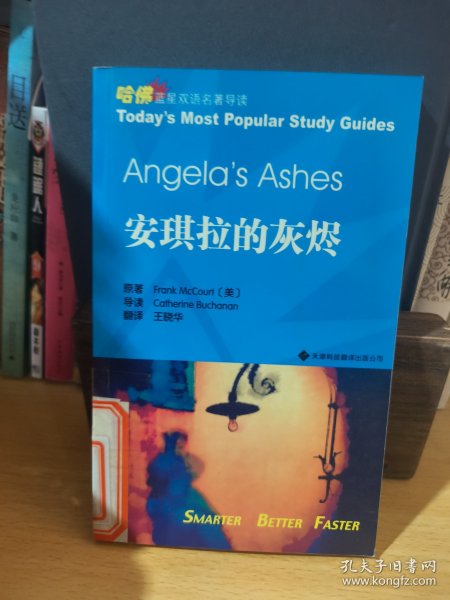 哈佛蓝星双语名著导读
Today's Most Popular Study Guides
Angela's Ashes
安琪拉的灰烬
原著 Frank McCourt〔美〕
导读 Catherine Buchanan
翻译 王晓华
天津科技翻译出版公司
SMARTER BETTER FASTER
目送
孔夫子旧书网
www.kongfz.com